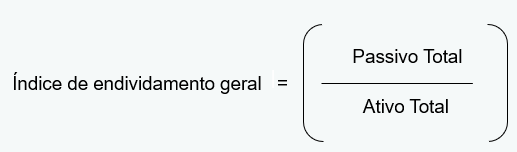 Índice de endividamento geral =
Passivo Total
Ativo Total